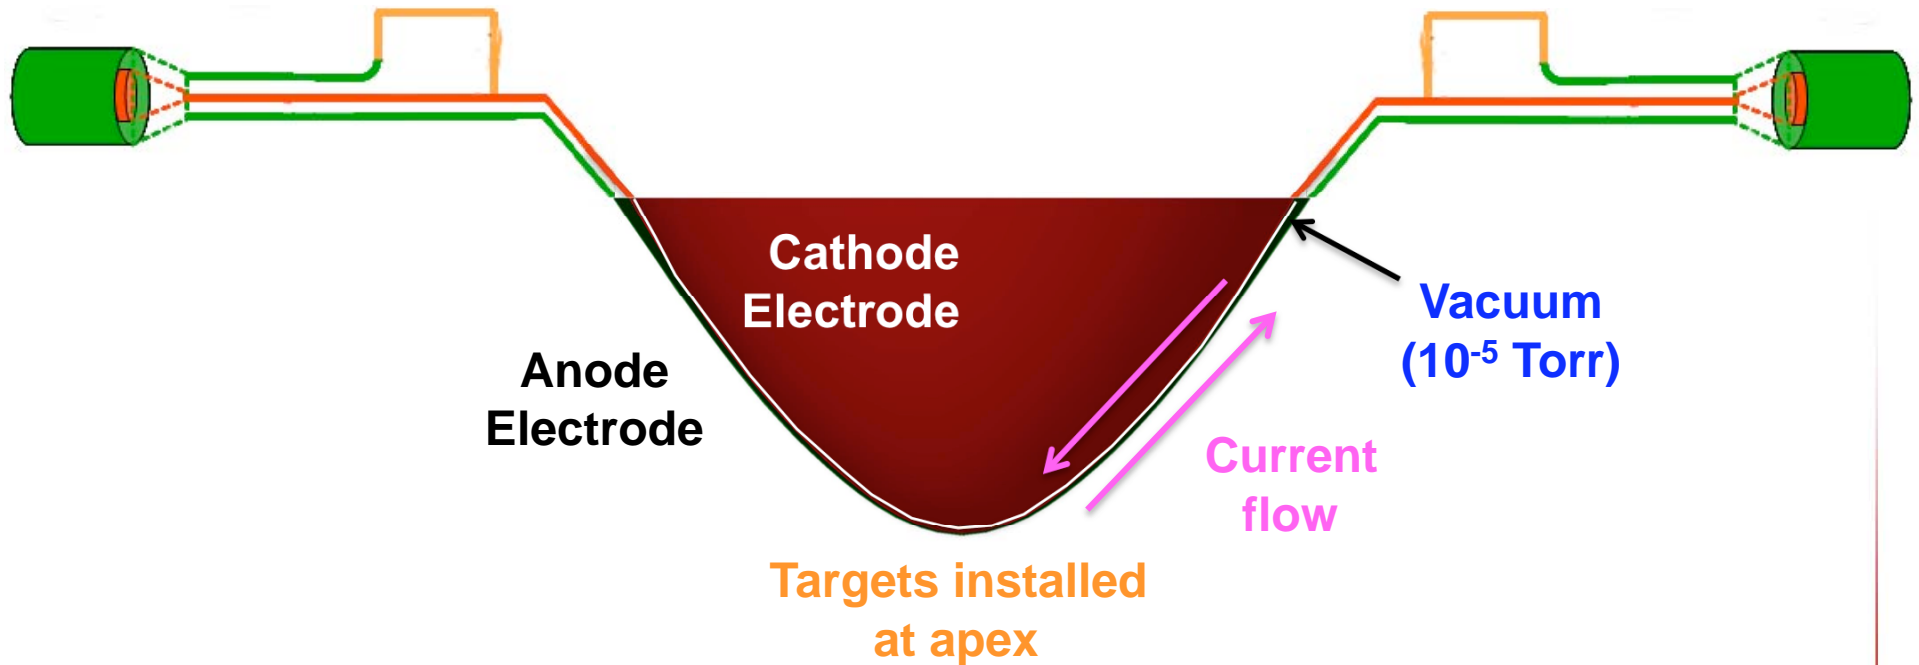 Cathode
Electrode
Anode
Electrode
Vacuum
(10⁻⁵ Torr)
Current
flow
Targets installed
at apex